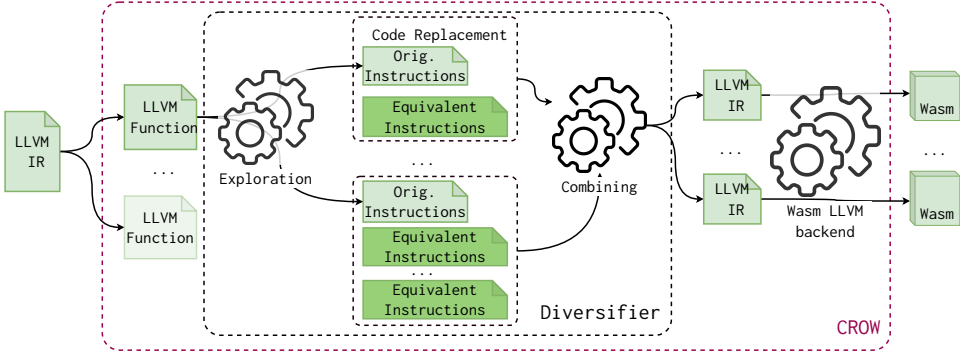 LLVM
IR
LLVM
Function
...
LLVM
Function
Exploration
Code Replacement
Orig.
Instructions
Equivalent
Instructions
...
Orig.
Instructions
Equivalent
Instructions
...
Equivalent
Instructions
Combining
Diversifier
LLVM
IR
...
LLVM
IR
Wasm LLVM
backend
Wasm
...
Wasm
CROW